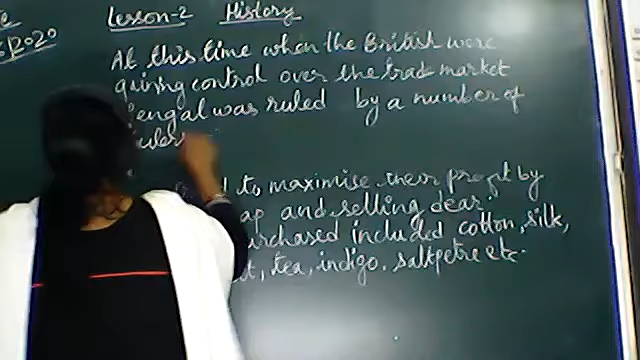 Lesson-2 History
2020
At this time when the British were
gaining control over the trade market
Bengal was ruled by a number of
rulers
to maximise their profit by
and selling dear.
purchased included cotton, silk,
tea, indigo, saltpetre etc.